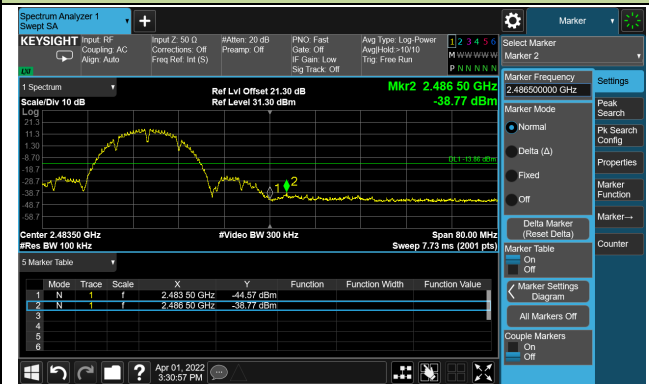 Spectrum Analyzer 1
Swept SA
Marker
KEYSIGHT
Input: RF
Coupling: AC
Align: Auto
Input Z: 50 Ω
Corrections: Off
Freq Ref: Int (S)
#Atten: 20 dB
Preamp: Off
PNO: Fast
Gate: Off
IF Gain: Low
Sig Track: Off
Avg Type: Log-Power
Avg|Hold:>10/10
Trig: Free Run
1 2 3 4 5 6
M W W W W W
P N N N N N
LXI
Select Marker
Marker 2
1 Spectrum
Scale/Div 10 dB
Ref Lvl Offset 21.30 dB
Ref Level 31.30 dBm
Mkr2 2.486 50 GHz
-38.77 dBm
Log
21.3
11.3
1.30
-8.70
-18.7
-28.7
-38.7
-48.7
-58.7
DL1 -13.86 dBm
1
2
Center 2.48350 GHz
#Res BW 100 kHz
#Video BW 300 kHz
Span 80.00 MHz
Sweep 7.73 ms (2001 pts)
5 Marker Table
Mode Trace Scale X Y Function Function Width Function Value
1 N 1 f 2.483 50 GHz -44.57 dBm
2 N 1 f 2.486 50 GHz -38.77 dBm
3
4
5
6
Marker Frequency
2.486500000 GHz
Marker Mode
Normal
Delta (Δ)
Fixed
Off
Delta Marker
(Reset Delta)
Marker Table
On
Off
Marker Settings
Diagram
All Markers Off
Couple Markers
On
Off
Settings
Peak
Search
Pk Search
Config
Properties
Marker
Function
Marker→
Counter
Apr 01, 2022
3:30:57 PM